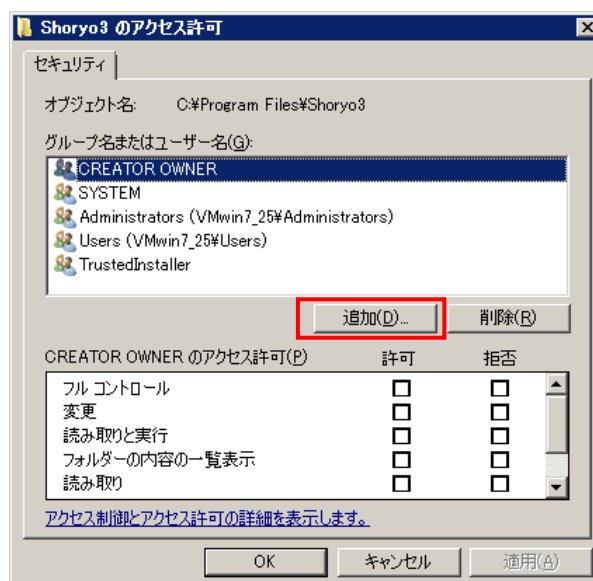 Shoryo3 のアクセス許可
セキュリティ
オブジェクト名: C:¥Program Files¥Shoryo3
グループ名またはユーザー名(G):
CREATOR OWNER
SYSTEM
Administrators (VMwin7_25¥Administrators)
Users (VMwin7_25¥Users)
TrustedInstaller
追加(D)... 削除(R)
CREATOR OWNER のアクセス許可(P) 許可 拒否
フル コントロール
変更
読み取りと実行
フォルダーの内容の一覧表示
読み取り
アクセス制御とアクセス許可の詳細を表示します。
OK キャンセル 適用(A)